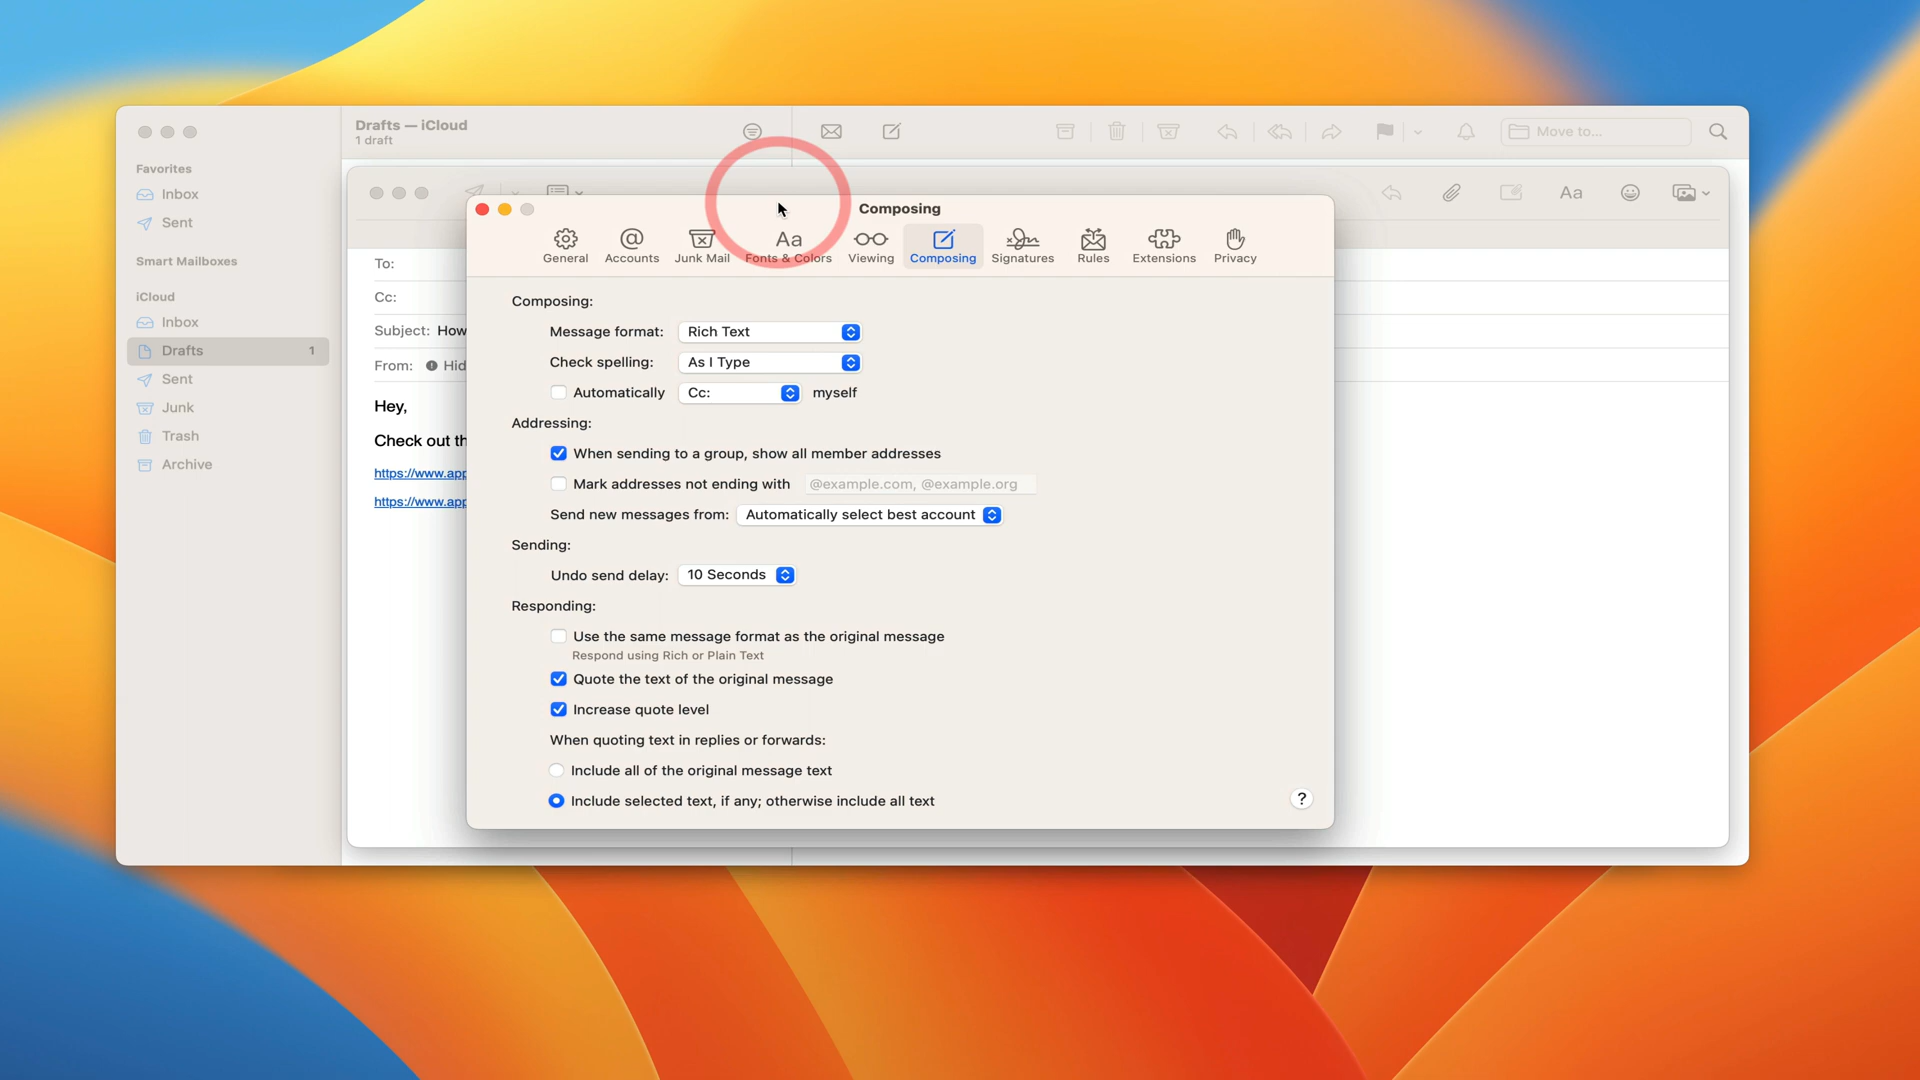 Drafts — iCloud
1 draft
Move to...
Favorites
Inbox
Sent
Smart Mailboxes
iCloud
Inbox
Drafts 1
Sent
Junk
Trash
Archive
Aa
To:
Cc:
Subject: How
From: Hid
Hey,
Check out th
https://www.app
https://www.app
Composing
General
Accounts
Junk Mail
Aa
Fonts & Colors
Viewing
Composing
Signatures
Rules
Extensions
Privacy
Composing:
Message format: Rich Text
Check spelling: As I Type
Automatically Cc: myself
Addressing:
When sending to a group, show all member addresses
Mark addresses not ending with @example.com, @example.org
Send new messages from: Automatically select best account
Sending:
Undo send delay: 10 Seconds
Responding:
Use the same message format as the original message
Respond using Rich or Plain Text
Quote the text of the original message
Increase quote level
When quoting text in replies or forwards:
Include all of the original message text
Include selected text, if any; otherwise include all text
?